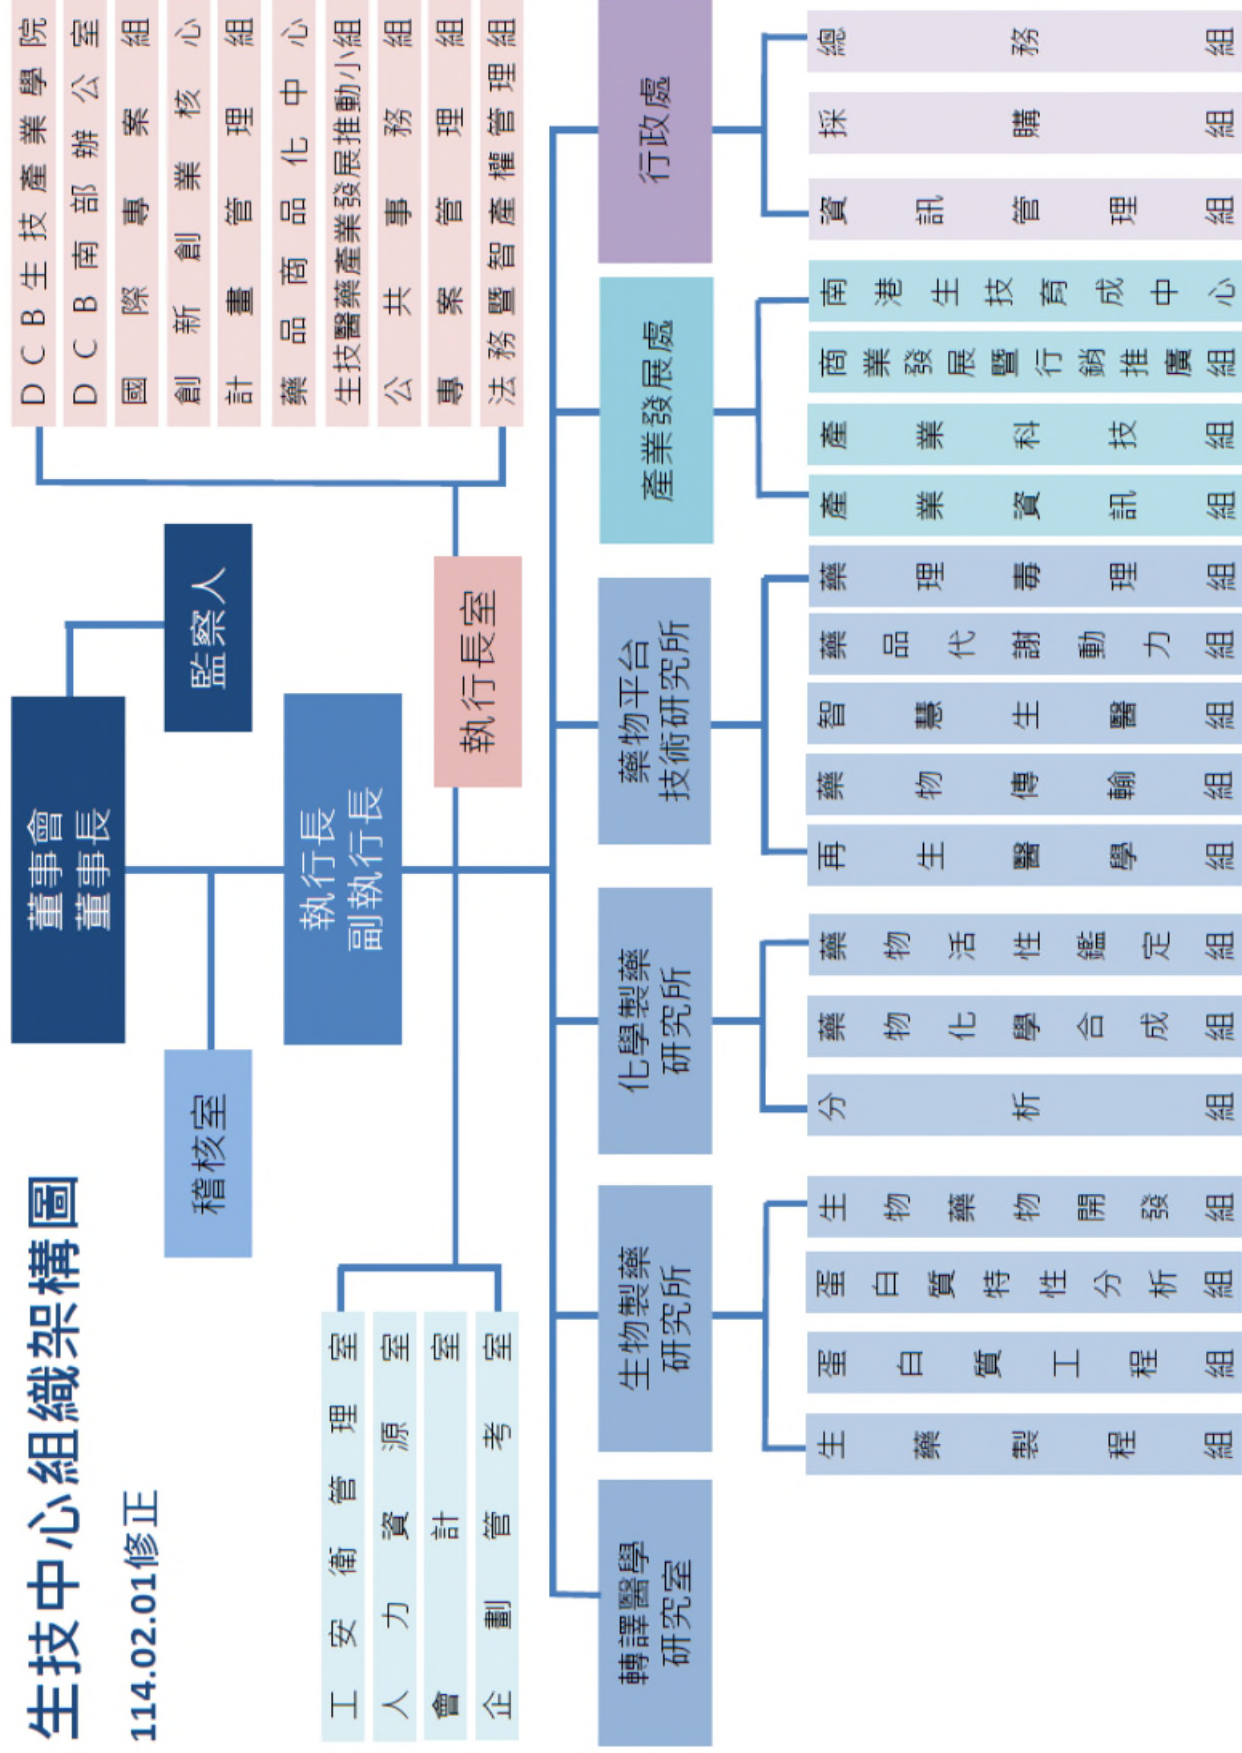 生技中心組織架構圖
114.02.01修正
董事會
董事長
監察人
稽核室
執行長
副執行長
執行長室
工安衛管理室
人力資源室
會計室
企劃管考室
DCB生技產業學院
DCB南部辦公室
國際專案組
創新創業核心
計畫管理組
藥品商品化中心
生技醫藥產業發展推動小組
公共事務組
專案管理組
法務暨智產權管理組
轉譯醫學
研究室
生物製藥
研究所
化學製藥
研究所
藥物平台
技術研究所
產業發展處
行政處
生藥製程組
蛋白質工程組
蛋白質特性分析組
生物藥物開發組
分析組
藥物化學合成組
藥物活性鑑定組
再生醫學組
藥物傳輸組
智慧生醫組
藥品代謝動力組
藥理毒理組
產業資訊組
產業科技組
商業發展暨行銷推廣組
南港生技育成中心
資訊管理組
採購組
總務組